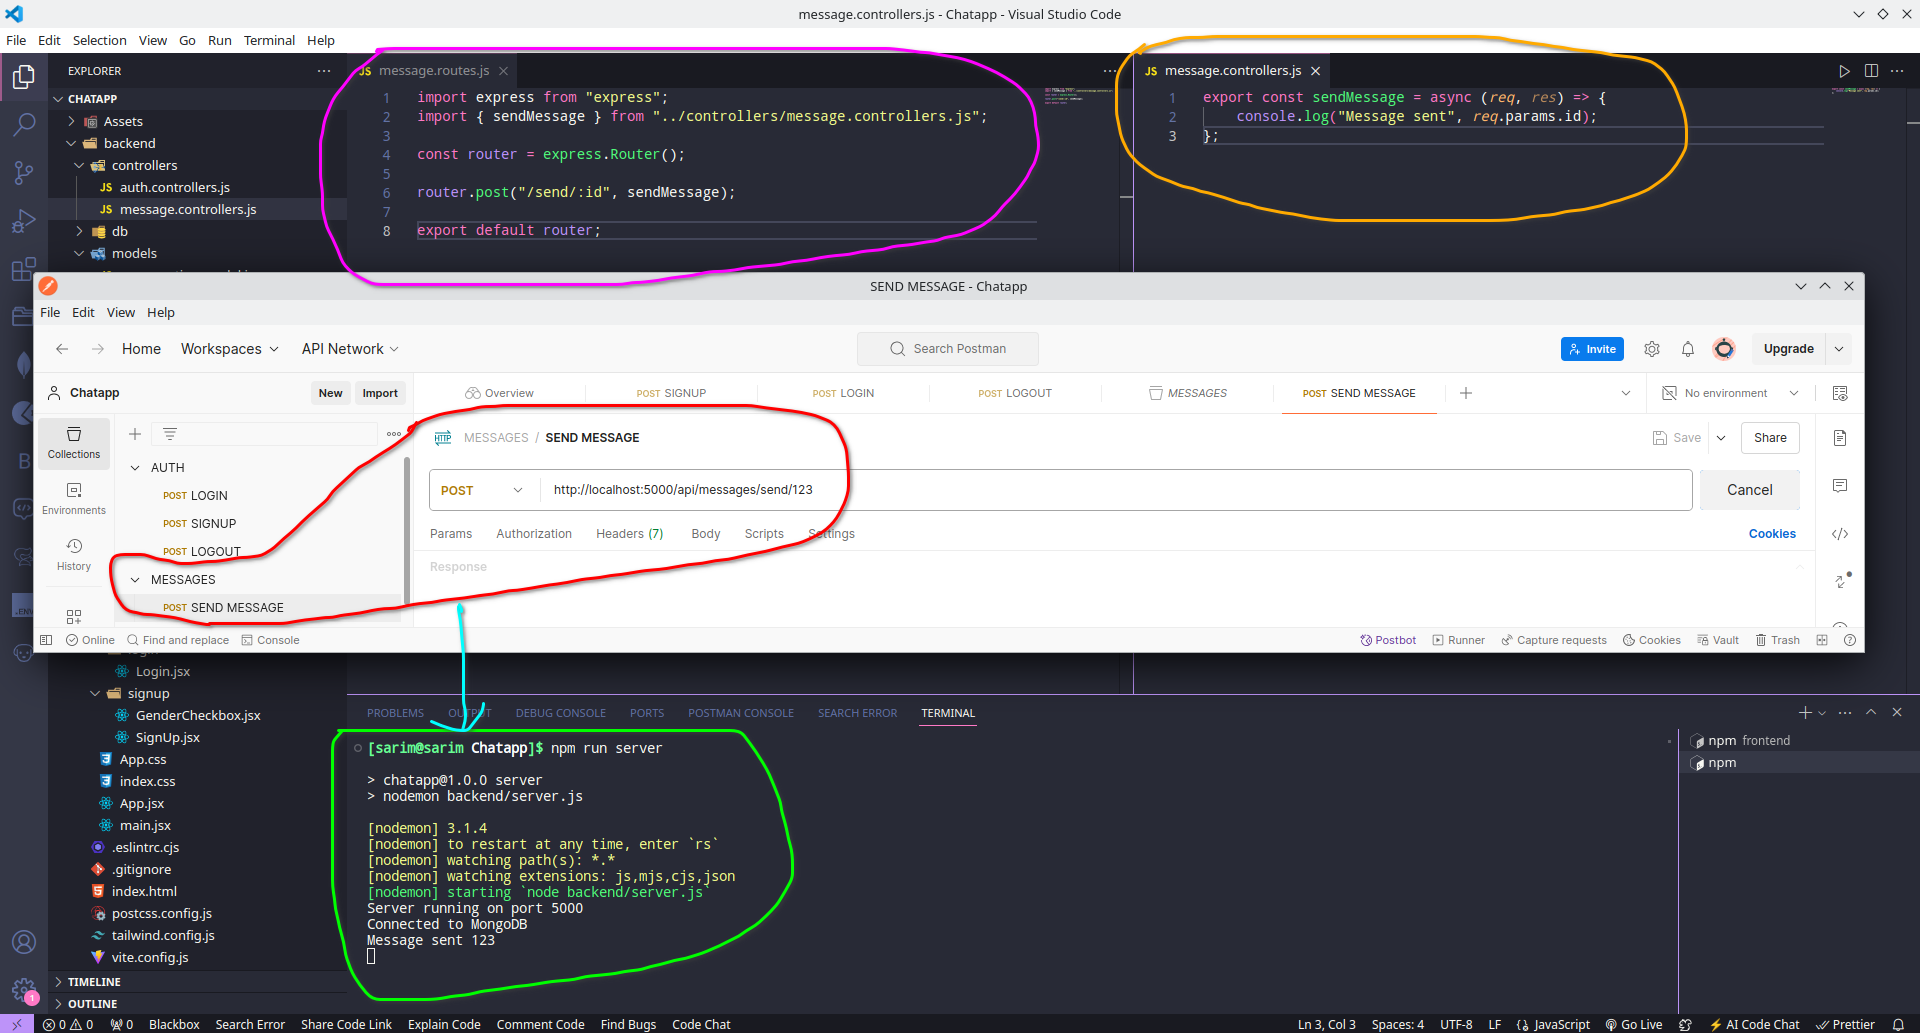 message.controllers.js - Chatapp - Visual Studio Code
File Edit Selection View Go Run Terminal Help
EXPLORER
CHATAPP
Assets
backend
controllers
auth.controllers.js
message.controllers.js
db
models
message.routes.js
1 import express from "express";
2 import { sendMessage } from "../controllers/message.controllers.js";
3
4 const router = express.Router();
5
6 router.post("/send/:id", sendMessage);
7
8 export default router;
message.controllers.js
1 export const sendMessage = async (req, res) => {
2 console.log("Message sent", req.params.id);
3 };
SEND MESSAGE - Chatapp
File Edit View Help
Home Workspaces API Network Search Postman Invite Upgrade
Chatapp New Import
Overview POST SIGNUP POST LOGIN POST LOGOUT MESSAGES POST SEND MESSAGE No environment
Collections
Environments
History
AUTH
POST LOGIN
POST SIGNUP
POST LOGOUT
MESSAGES
POST SEND MESSAGE
HTTP MESSAGES / SEND MESSAGE Save Share
POST http://localhost:5000/api/messages/send/123 Cancel
Params Authorization Headers (7) Body Scripts Settings Cookies
Response
Online Find and replace Console Postbot Runner Capture requests Cookies Vault Trash
Login.jsx
signup
GenderCheckbox.jsx
SignUp.jsx
App.css
index.css
App.jsx
main.jsx
.eslintrc.cjs
.gitignore
index.html
postcss.config.js
tailwind.config.js
vite.config.js
TIMELINE
OUTLINE
PROBLEMS OUTPUT DEBUG CONSOLE PORTS POSTMAN CONSOLE SEARCH ERROR TERMINAL
[sarim@sarim Chatapp]$ npm run server
> chatapp@1.0.0 server
> nodemon backend/server.js
[nodemon] 3.1.4
[nodemon] to restart at any time, enter `rs`
[nodemon] watching path(s): *.*
[nodemon] watching extensions: js,mjs,cjs,json
[nodemon] starting `node backend/server.js`
Server running on port 5000
Connected to MongoDB
Message sent 123
npm frontend
npm
1
0 0 0 Blackbox Search Error Share Code Link Explain Code Comment Code Find Bugs Code Chat Ln 3, Col 3 Spaces: 4 UTF-8 LF JavaScript Go Live AI Code Chat Prettier